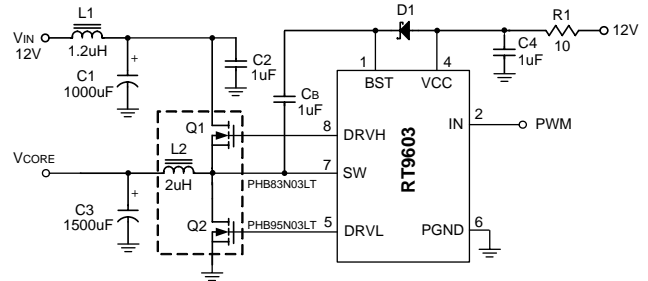 L1
VIN
12V
1.2uH
C1
1000uF
C2
1uF
CB
1uF
D1
R1
10
12V
C4
1uF
1
BST
4
VCC
Q1
8
DRVH
IN
2
PWM
RT9603
VCORE
L2
2uH
7
SW
PHB83N03LT
C3
1500uF
Q2
PHB95N03LT
5
DRVL
PGND
6